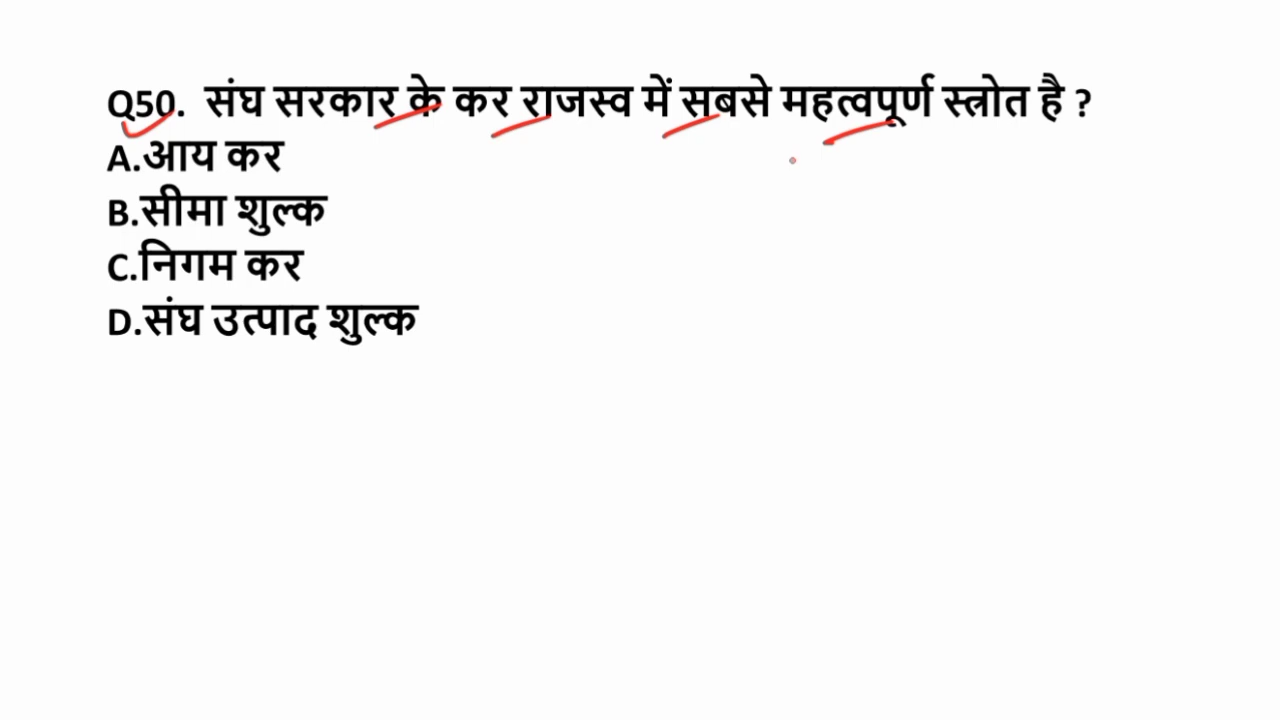 Q50. संघ सरकार के कर राजस्व में सबसे महत्वपूर्ण स्त्रोत है ?
A.आय कर
B.सीमा शुल्क
C.निगम कर
D.संघ उत्पाद शुल्क